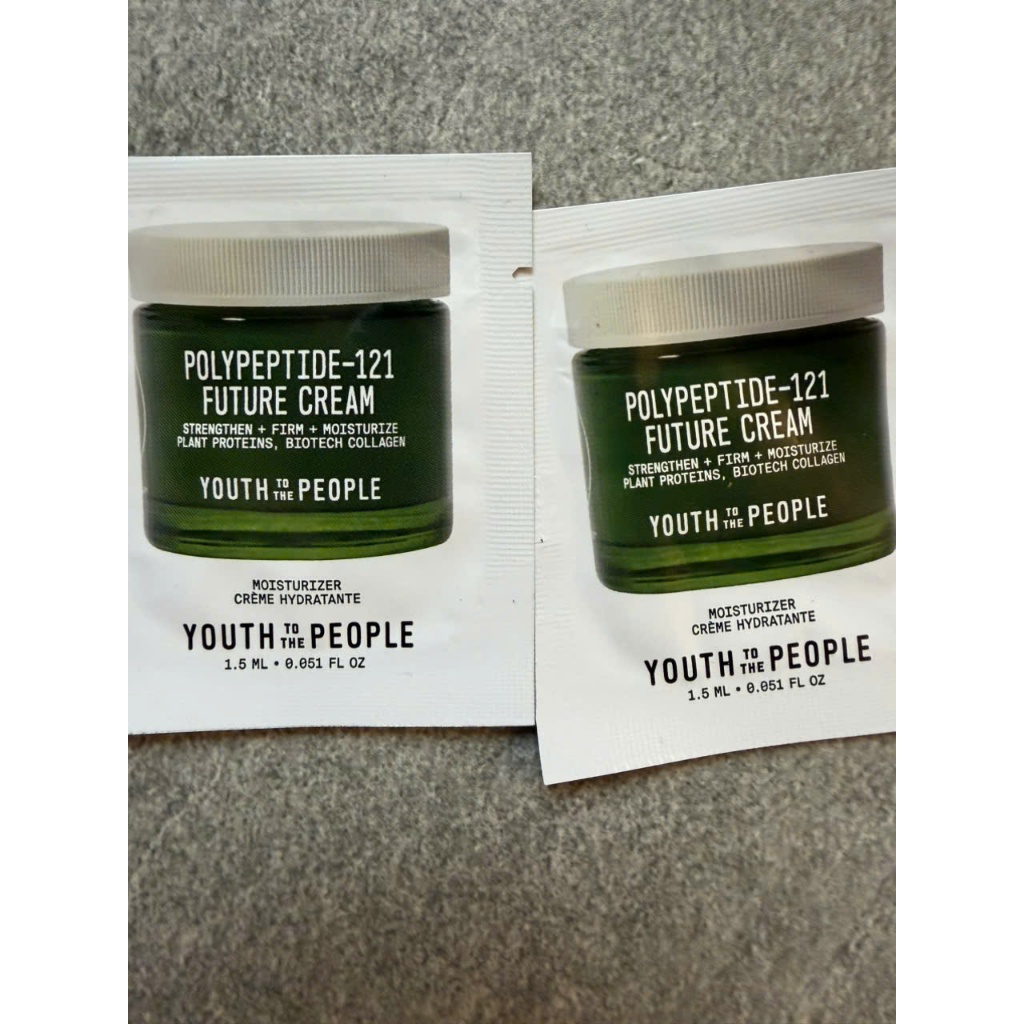 POLYPEPTIDE-121
FUTURE CREAM
STRENGTHEN + FIRM + MOISTURIZE
PLANT PROTEINS, BIOTECH COLLAGEN
YOUTH TO THE PEOPLE
MOISTURIZER
CRÈME HYDRATANTE
YOUTH TO THE PEOPLE
1.5 ML • 0.051 FL OZ
POLYPEPTIDE-121
FUTURE CREAM
STRENGTHEN + FIRM + MOISTURIZE
PLANT PROTEINS, BIOTECH COLLAGEN
YOUTH TO THE PEOPLE
MOISTURIZER
CRÈME HYDRATANTE
YOUTH TO THE PEOPLE
1.5 ML • 0.051 FL OZ